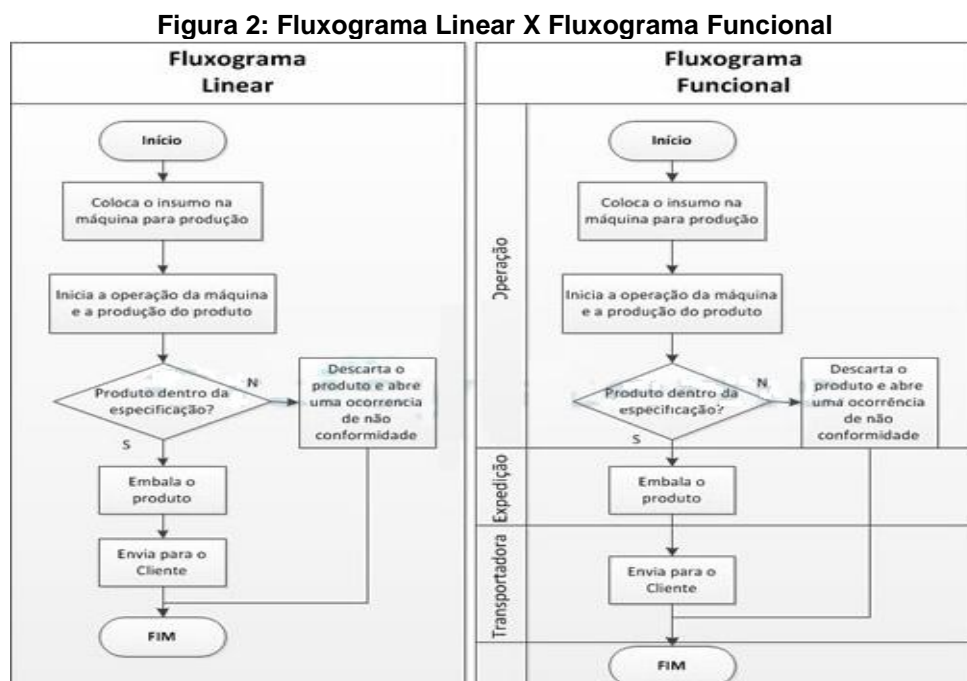 Figura 2: Fluxograma Linear X Fluxograma Funcional
Fluxograma
Linear
Início
Coloca o insumo na
máquina para produção
Inicia a operação da máquina
e a produção do produto
Produto dentro da
especificação?
N
Descarta o
produto e abre
uma ocorrencia
de não
conformidade
S
Embala o
produto
Envia para o
Cliente
FIM
Fluxograma
Funcional
Operação
Início
Coloca o insumo na
máquina para produção
Inicia a operação da máquina
e a produção do produto
Produto dentro da
especificação?
N
Descarta o
produto e abre
uma ocorrência
de não
conformidade
S
Expedição
Embala o
produto
Transportadora
Envia para o
Cliente
FIM